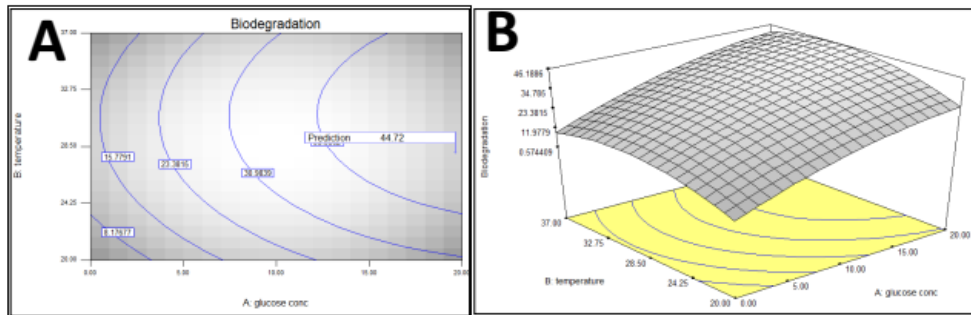 A
Biodegradation
37.00
32.75
28.50
24.25
20.00
B: temperature
Prediction 44.72
15.7791
23.3815
30.9839
8.17677
0.00 5.00 10.00 15.00 20.00
A: glucose conc
B
46.1886
34.785
23.3815
11.9779
0.574409
Biodegradation
37.00
32.75
28.50
24.25
20.00
B: temperature
0.00
5.00
10.00
15.00
20.00
A: glucose conc